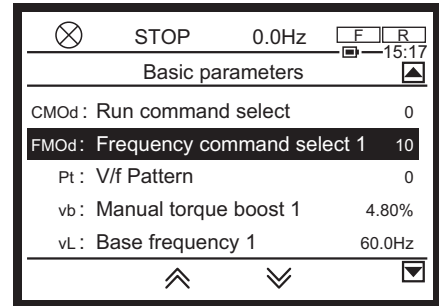 STOP 0.0Hz F R
15:17
Basic parameters
CMOd : Run command select 0
FMOd : Frequency command select 1 10
Pt : V/f Pattern 0
vb : Manual torque boost 1 4.80%
vL : Base frequency 1 60.0Hz